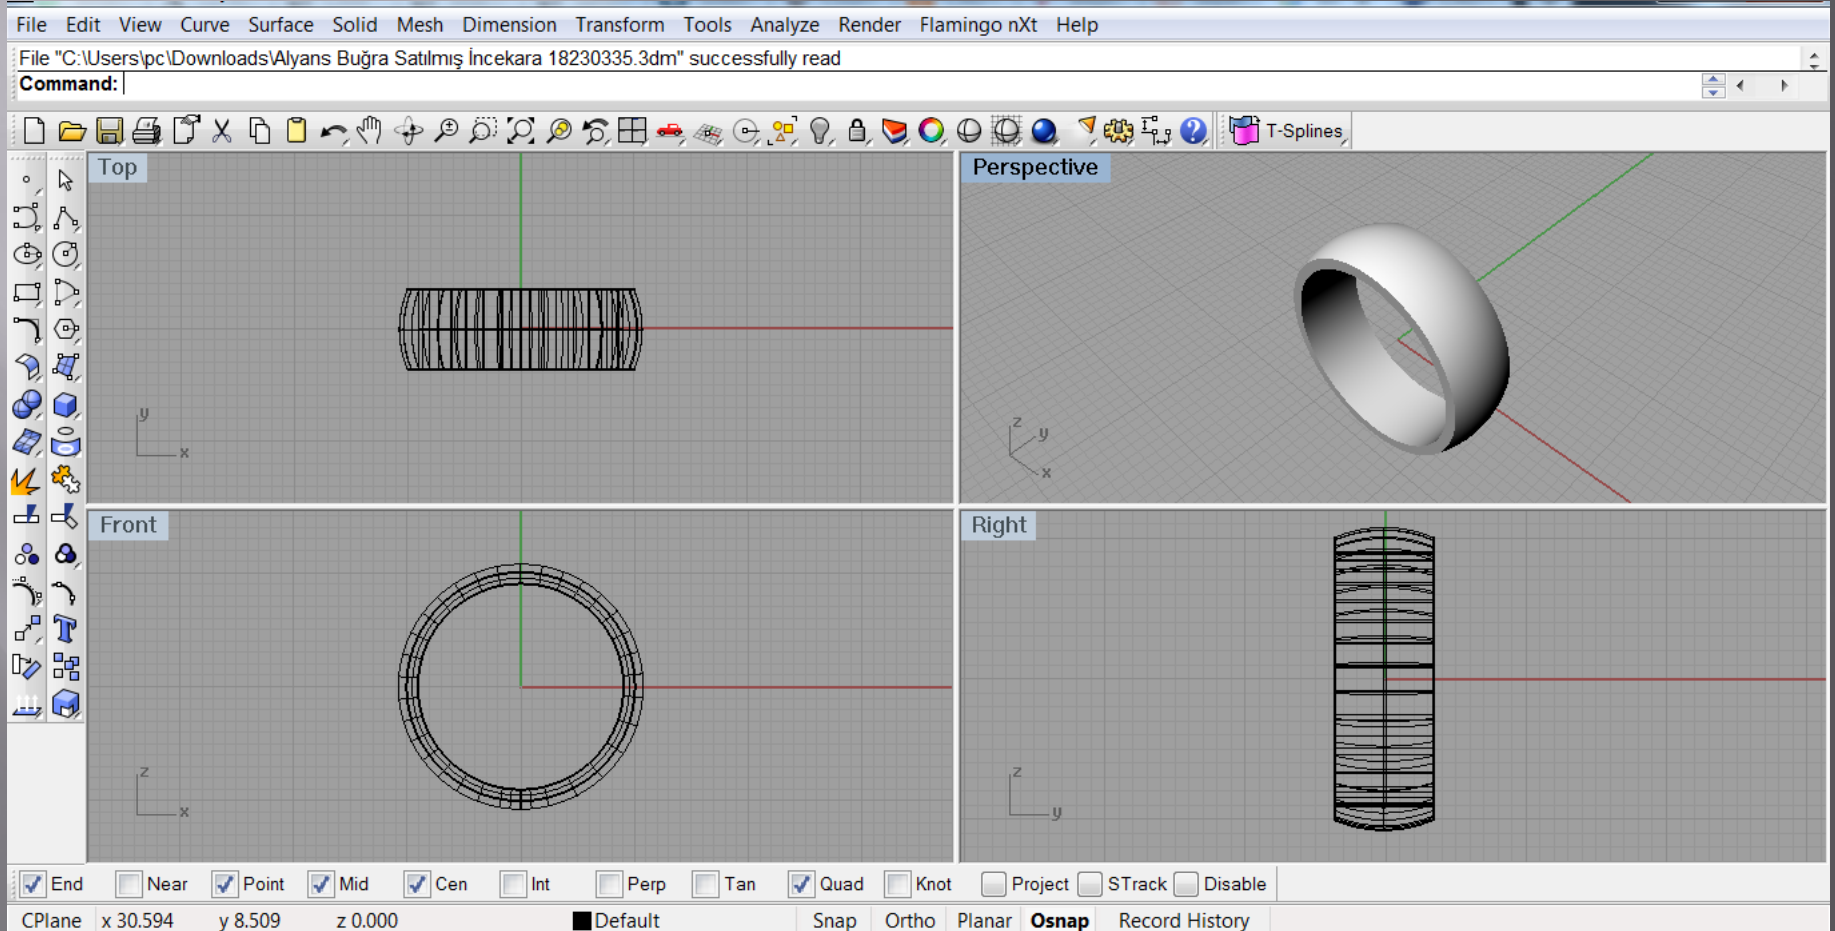 File Edit View Curve Surface Solid Mesh Dimension Transform Tools Analyze Render Flamingo nXt Help
File "C:\Users\pc\Downloads\Alyans Buğra Satılmış İncekara 18230335.3dm" successfully read
Command:
T-Splines
Top
Perspective
y
x
z
y
x
Front
Right
z
x
z
y
End Near Point Mid Cen Int Perp Tan Quad Knot Project STrack Disable
CPlane x 30.594 y 8.509 z 0.000 Default Snap Ortho Planar Osnap Record History